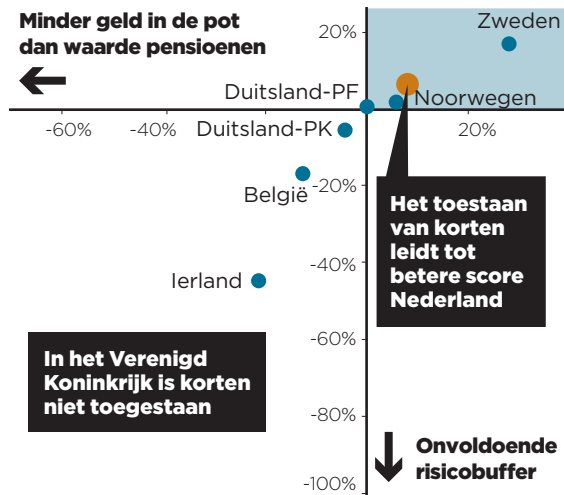 Minder geld in de pot
dan waarde pensioenen
20%
Zweden
Duitsland-PF
Noorwegen
-60%
-40%
Duitsland-PK
20%
België
-20%
Het toestaan
van korten
leidt tot
betere score
Nederland
-40%
Ierland
-60%
In het Verenigd
Koninkrijk is korten
niet toegestaan
-80%
Onvoldoende
risicobuffer
-100%